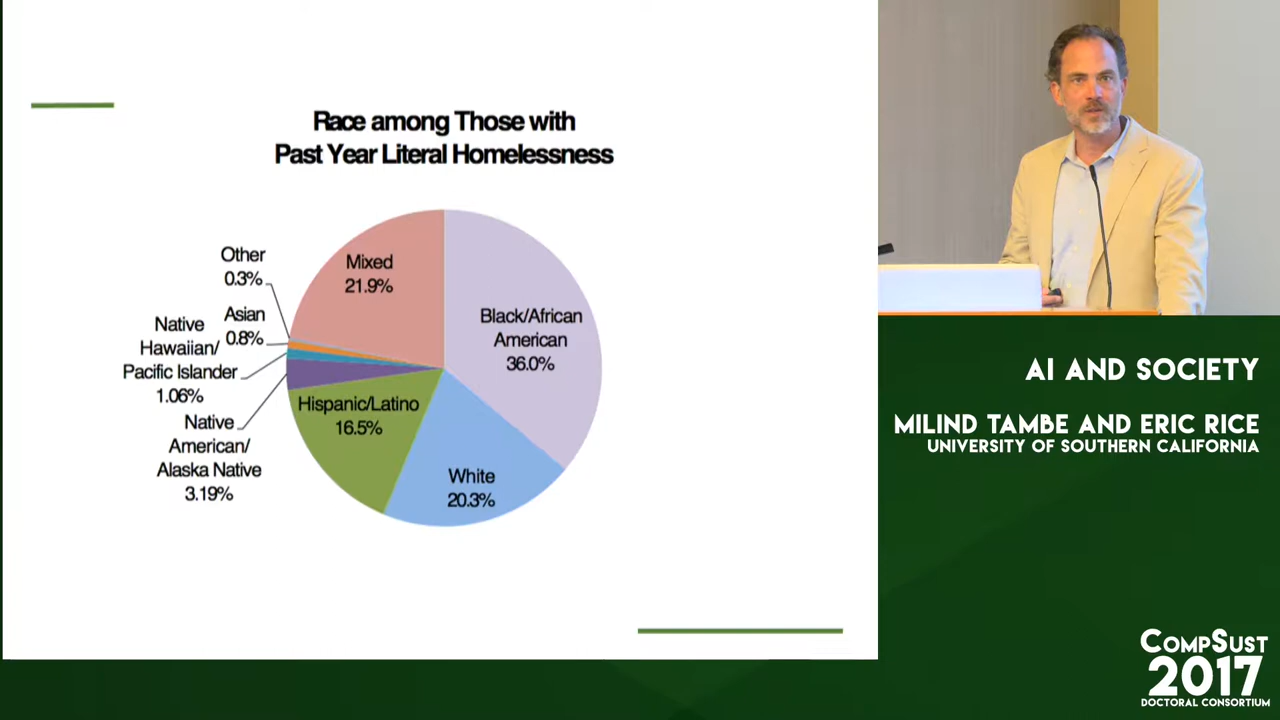 Race among Those with
Past Year Literal Homelessness
Other
0.3%
Mixed
21.9%
Asian
0.8%
Native
Hawaiian/
Pacific Islander
1.06%
Native
American/
Alaska Native
3.19%
Hispanic/Latino
16.5%
White
20.3%
Black/African
American
36.0%
AI AND SOCIETY
MILIND TAMBE AND ERIC RICE
UNIVERSITY OF SOUTHERN CALIFORNIA
COMPSUST
2017
DOCTORAL CONSORTIUM